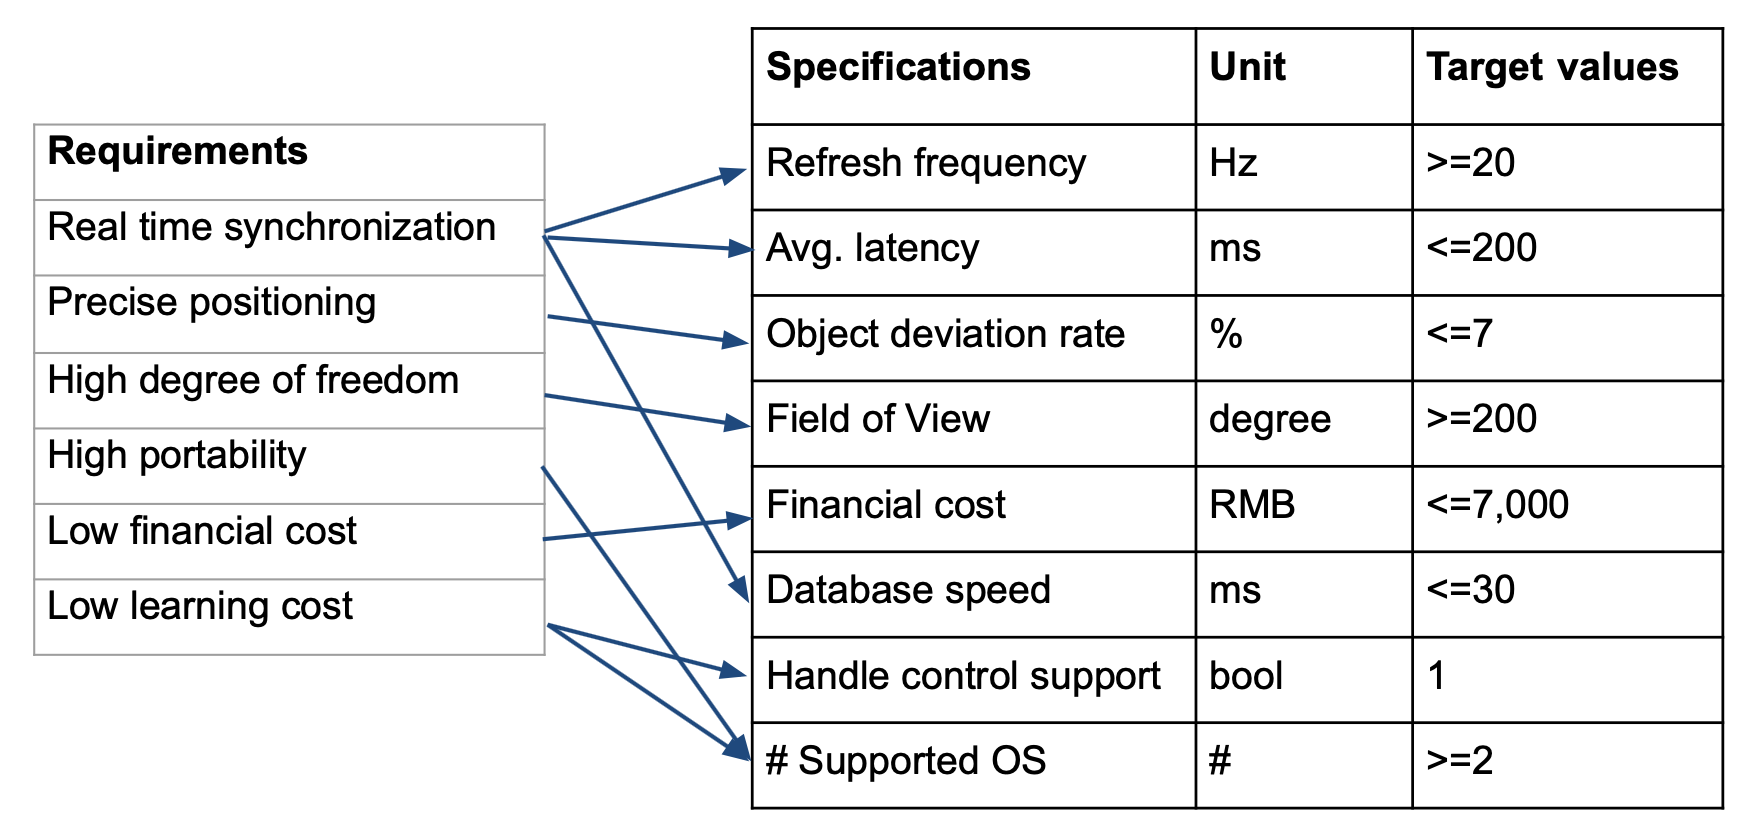 Requirements
Real time synchronization
Precise positioning
High degree of freedom
High portability
Low financial cost
Low learning cost
Specifications Unit Target values
Refresh frequency Hz >=20
Avg. latency ms <=200
Object deviation rate % <=7
Field of View degree >=200
Financial cost RMB <=7,000
Database speed ms <=30
Handle control support bool 1
# Supported OS # >=2